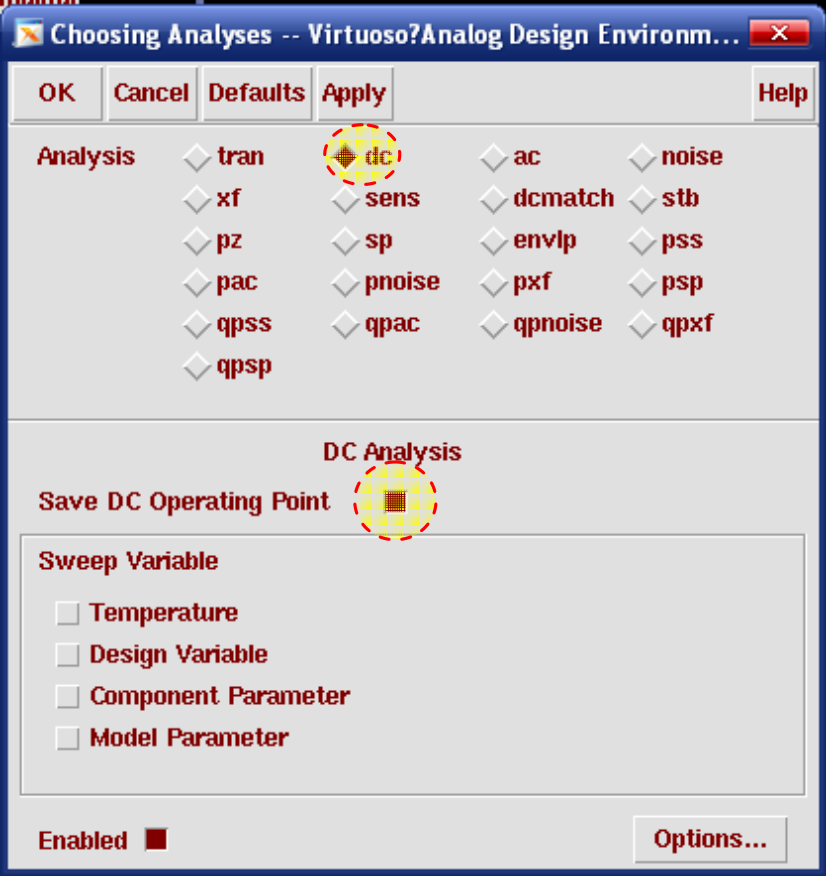 Choosing Analyses -- Virtuoso?Analog Design Environm...
OK Cancel Defaults Apply Help
Analysis tran dc ac noise
xf sens dcmatch stb
pz sp envlp pss
pac pnoise pxf psp
qpss qpac qpnoise qpxf
qpsp
DC Analysis
Save DC Operating Point
Sweep Variable
Temperature
Design Variable
Component Parameter
Model Parameter
Enabled Options...